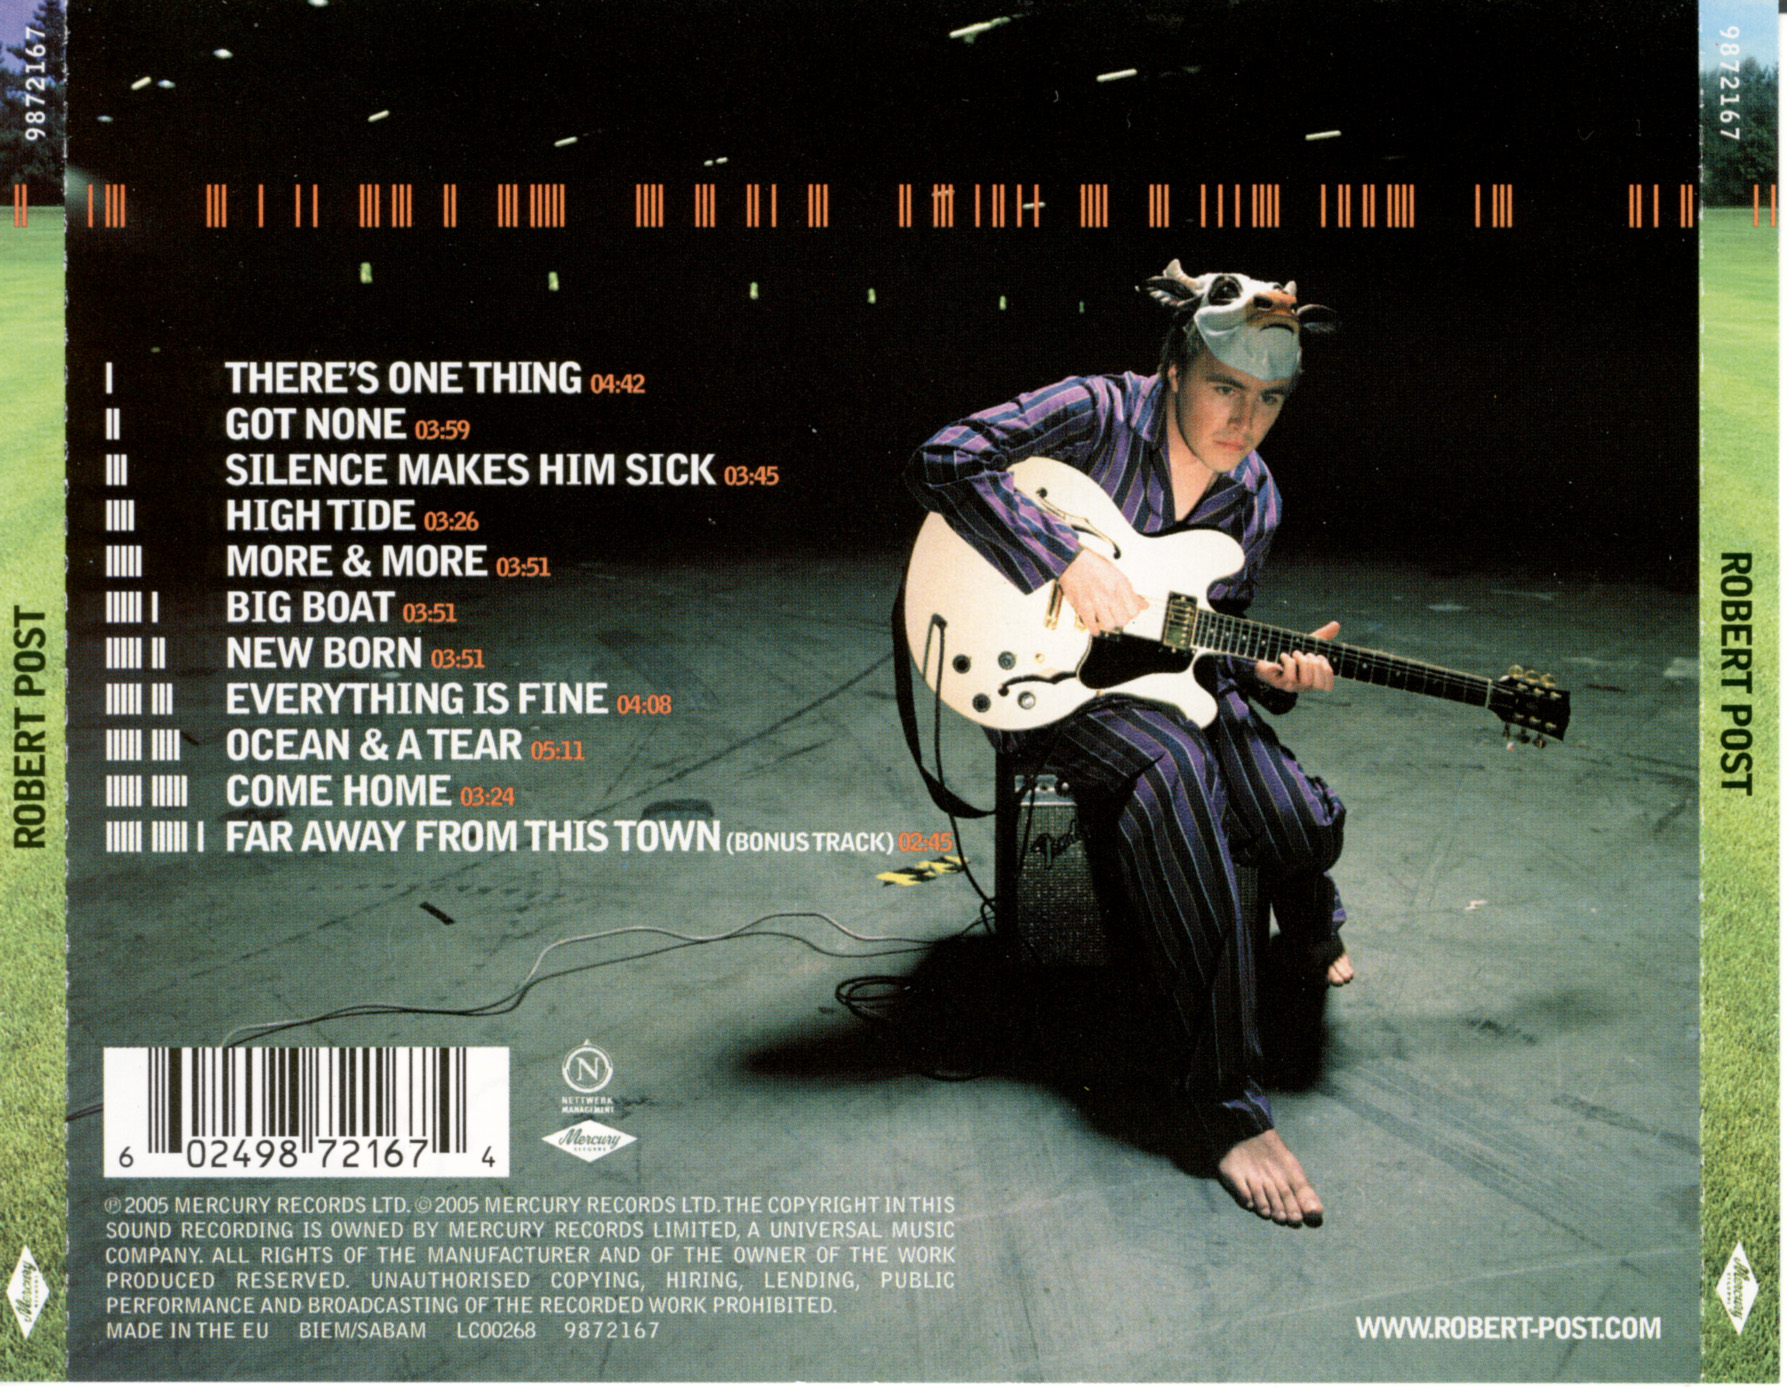 9872167
9872167
I THERE'S ONE THING 04:42
II GOT NONE 03:59
III SILENCE MAKES HIM SICK 03:45
IIII HIGH TIDE 03:26
IIIII MORE & MORE 03:51
IIIII I BIG BOAT 03:51
IIIII II NEW BORN 03:51
IIIII III EVERYTHING IS FINE 04:08
IIIII IIII OCEAN & A TEAR 05:11
IIIII IIIII COME HOME 03:24
IIIII IIIII I FAR AWAY FROM THIS TOWN (BONUS TRACK) 02:45
ROBERT POST
ROBERT POST
Fender
N
NETTWERK
MANAGEMENT
Mercury
RECORDS
6 02498 72167 4
℗ 2005 MERCURY RECORDS LTD. © 2005 MERCURY RECORDS LTD. THE COPYRIGHT IN THIS
SOUND RECORDING IS OWNED BY MERCURY RECORDS LIMITED, A UNIVERSAL MUSIC
COMPANY. ALL RIGHTS OF THE MANUFACTURER AND OF THE OWNER OF THE WORK
PRODUCED RESERVED. UNAUTHORISED COPYING, HIRING, LENDING, PUBLIC
PERFORMANCE AND BROADCASTING OF THE RECORDED WORK PROHIBITED.
MADE IN THE EU BIEM/SABAM LC00268 9872167
WWW.ROBERT-POST.COM
Mercury
Mercury